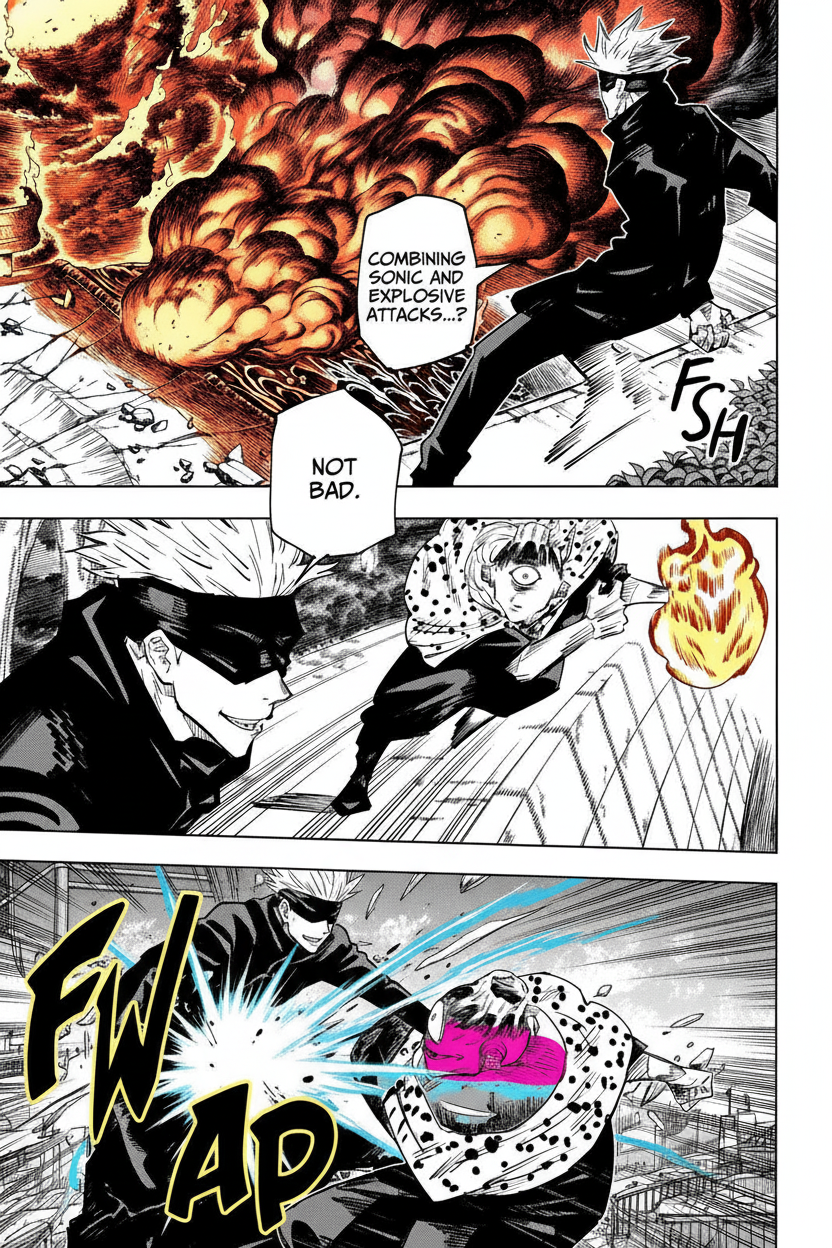 COMBINING
SONIC AND
EXPLOSIVE
ATTACKS...?
FSH
NOT
BAD.
FWAP